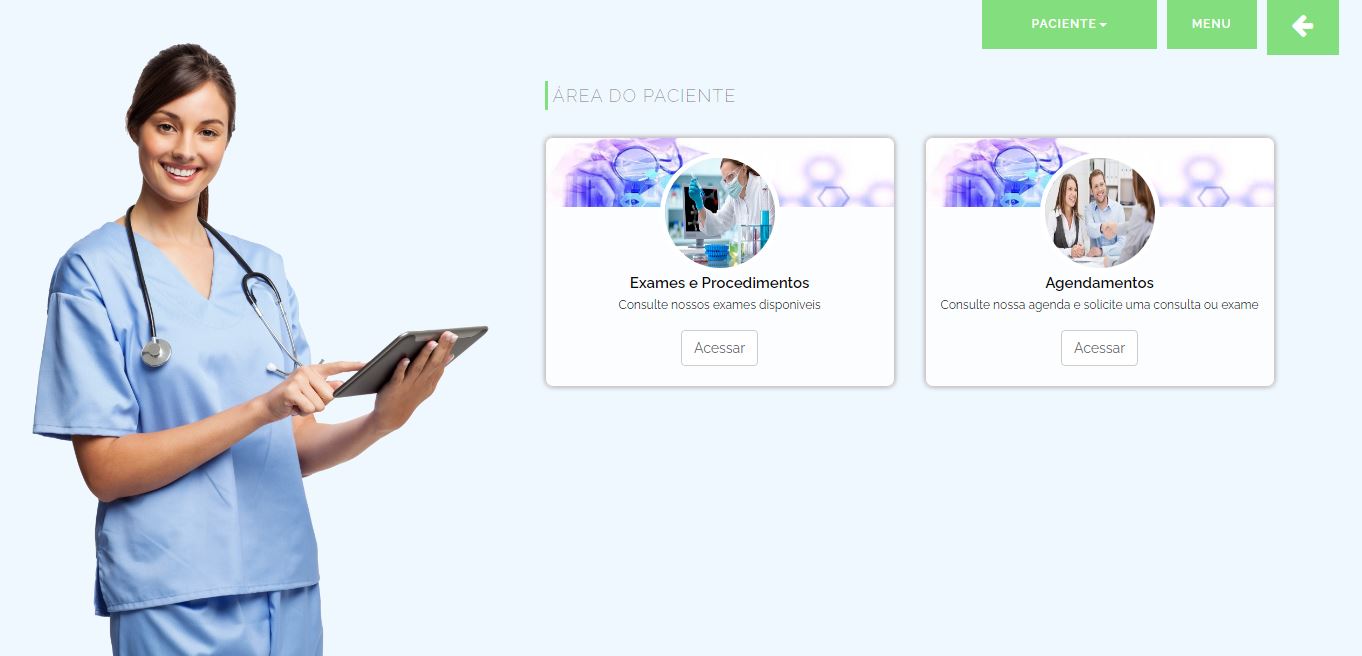 PACIENTE
MENU
ÁREA DO PACIENTE
Exames e Procedimentos
Consulte nossos exames disponiveis
Acessar
Agendamentos
Consulte nossa agenda e solicite uma consulta ou exame
Acessar